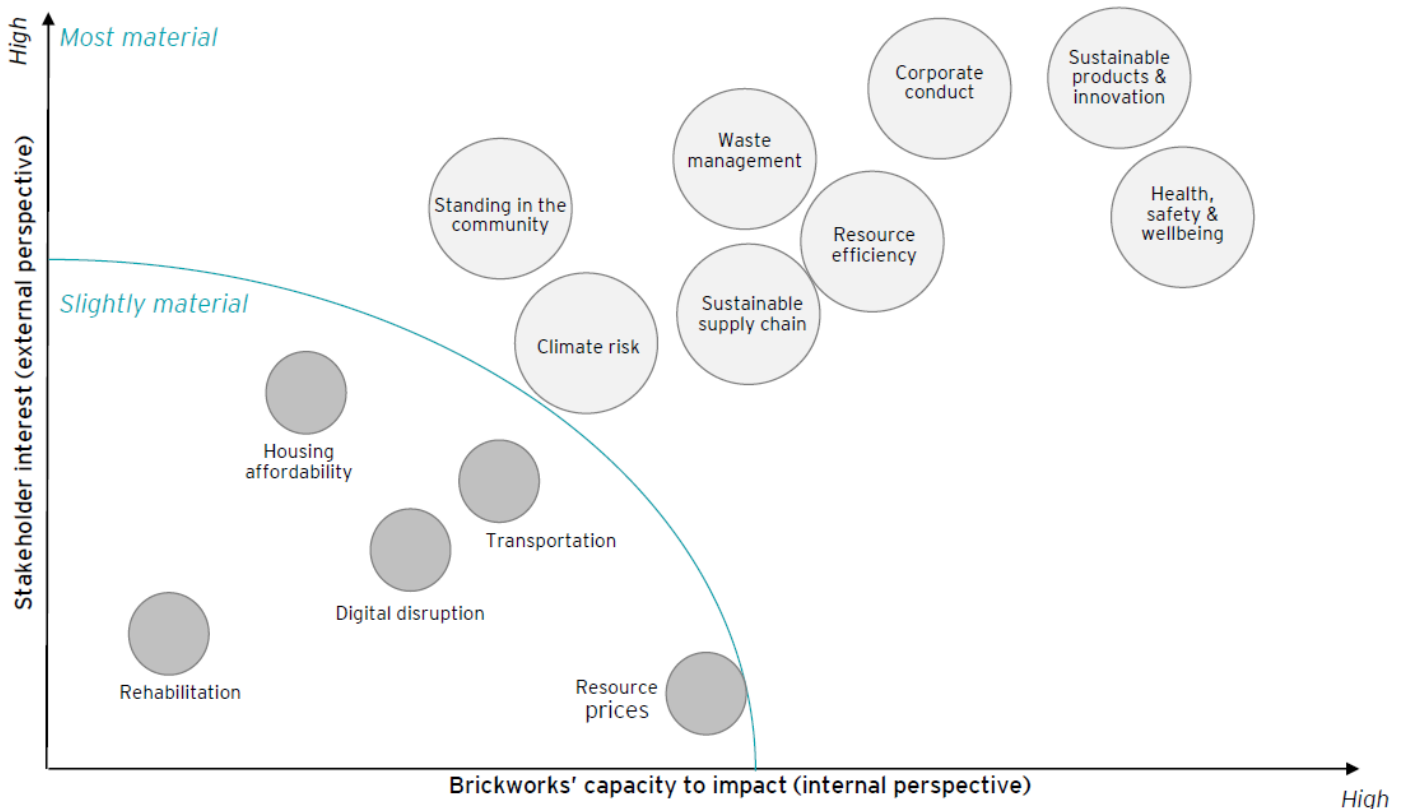 High
Most material
Stakeholder interest (external perspective)
Sustainable
products &
innovation
Corporate
conduct
Waste
management
Health,
safety &
wellbeing
Standing in the
community
Resource
efficiency
Slightly material
Sustainable
supply chain
Climate risk
Housing
affordability
Transportation
Digital disruption
Rehabilitation
Resource
prices
Brickworks' capacity to impact (internal perspective)
High